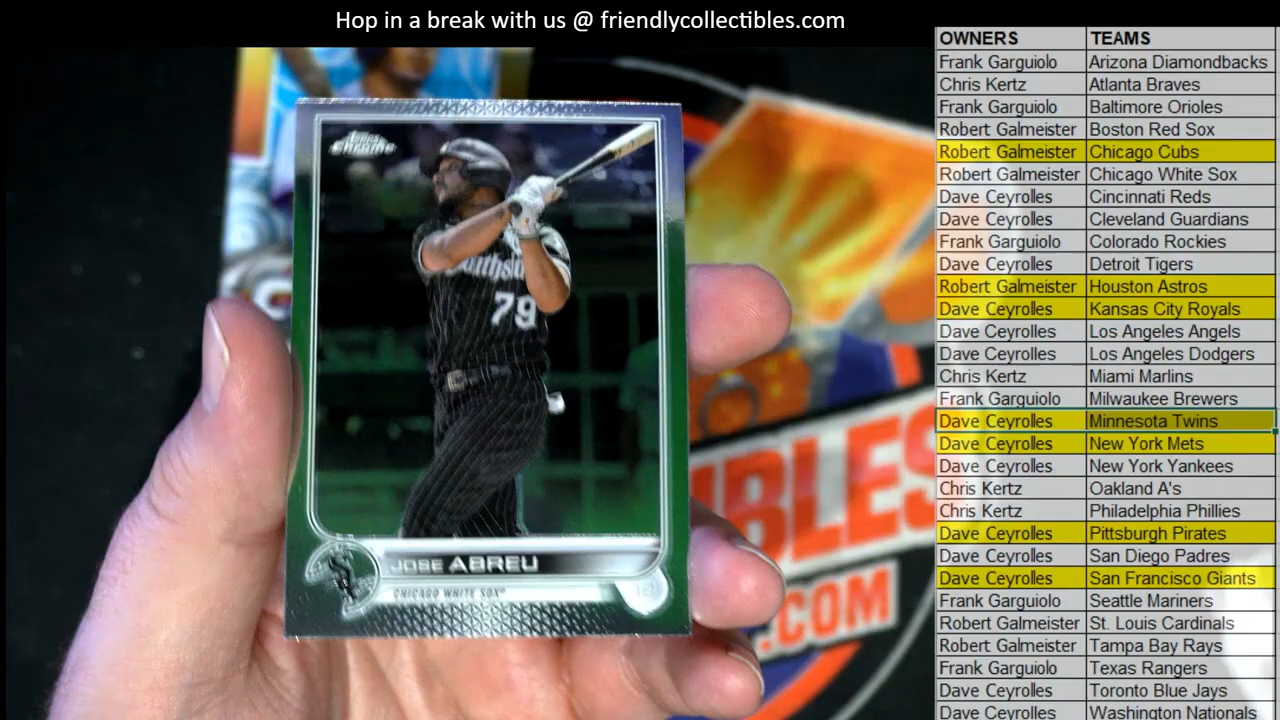 Hop in a break with us @ friendlycollectibles.com
OWNERS TEAMS
Frank Garguiolo Arizona Diamondbacks
Chris Kertz Atlanta Braves
Frank Garguiolo Baltimore Orioles
Robert Galmeister Boston Red Sox
Robert Galmeister Chicago Cubs
Robert Galmeister Chicago White Sox
Dave Ceyrolles Cincinnati Reds
Dave Ceyrolles Cleveland Guardians
Frank Garguiolo Colorado Rockies
Dave Ceyrolles Detroit Tigers
Robert Galmeister Houston Astros
Dave Ceyrolles Kansas City Royals
Dave Ceyrolles Los Angeles Angels
Dave Ceyrolles Los Angeles Dodgers
Chris Kertz Miami Marlins
Frank Garguiolo Milwaukee Brewers
Dave Ceyrolles Minnesota Twins
Dave Ceyrolles New York Mets
Dave Ceyrolles New York Yankees
Chris Kertz Oakland A's
Chris Kertz Philadelphia Phillies
Dave Ceyrolles Pittsburgh Pirates
Dave Ceyrolles San Diego Padres
Dave Ceyrolles San Francisco Giants
Frank Garguiolo Seattle Mariners
Robert Galmeister St. Louis Cardinals
Robert Galmeister Tampa Bay Rays
Frank Garguiolo Texas Rangers
Dave Ceyrolles Toronto Blue Jays
Dave Ceyrolles Washington Nationals
Topps
Chrome
79
JOSE ABREU
CHICAGO WHITE SOX
IBLES
.COM